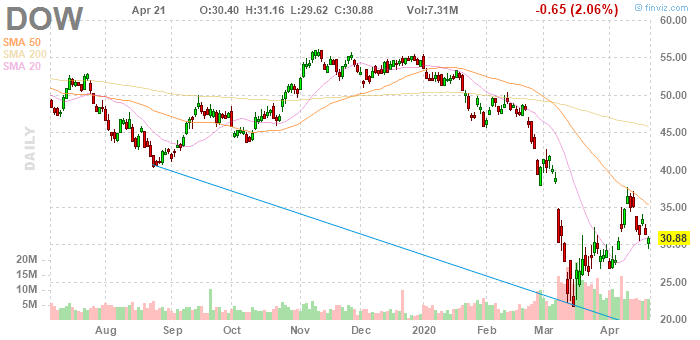 DOW Apr 21 O:30.40 H:31.16 L:29.62 C:30.88 Vol:7.31M -0.65 (2.06%)
© finviz.com
SMA 50
SMA 200
SMA 20
DAILY
60.00
55.00
50.00
45.00
40.00
35.00
30.88
30.00
25.00
20.00
20M
15M
10M
5M
Aug Sep Oct Nov Dec 2020 Feb Mar Apr